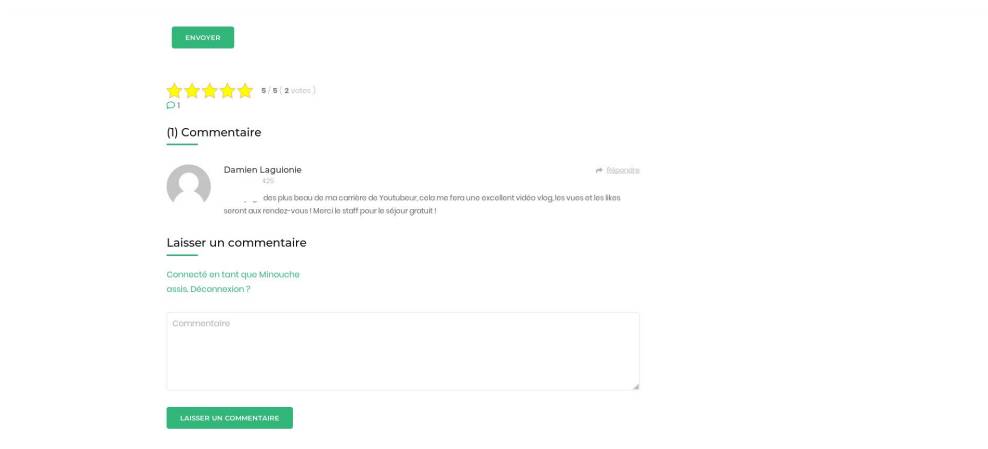 ENVOYER
5 / 5 ( 2 votes )
1
(1) Commentaire
Damien Laguionie
Répondre
425
des plus beau de ma carrière de Youtubeur, cela me fera une excellent vidéo vlog, les vues et les likes
seront aux rendez-vous ! Merci le staff pour le séjour gratuit !
Laisser un commentaire
Connecté en tant que Minouche
assis. Déconnexion ?
Commentaire
LAISSER UN COMMENTAIRE